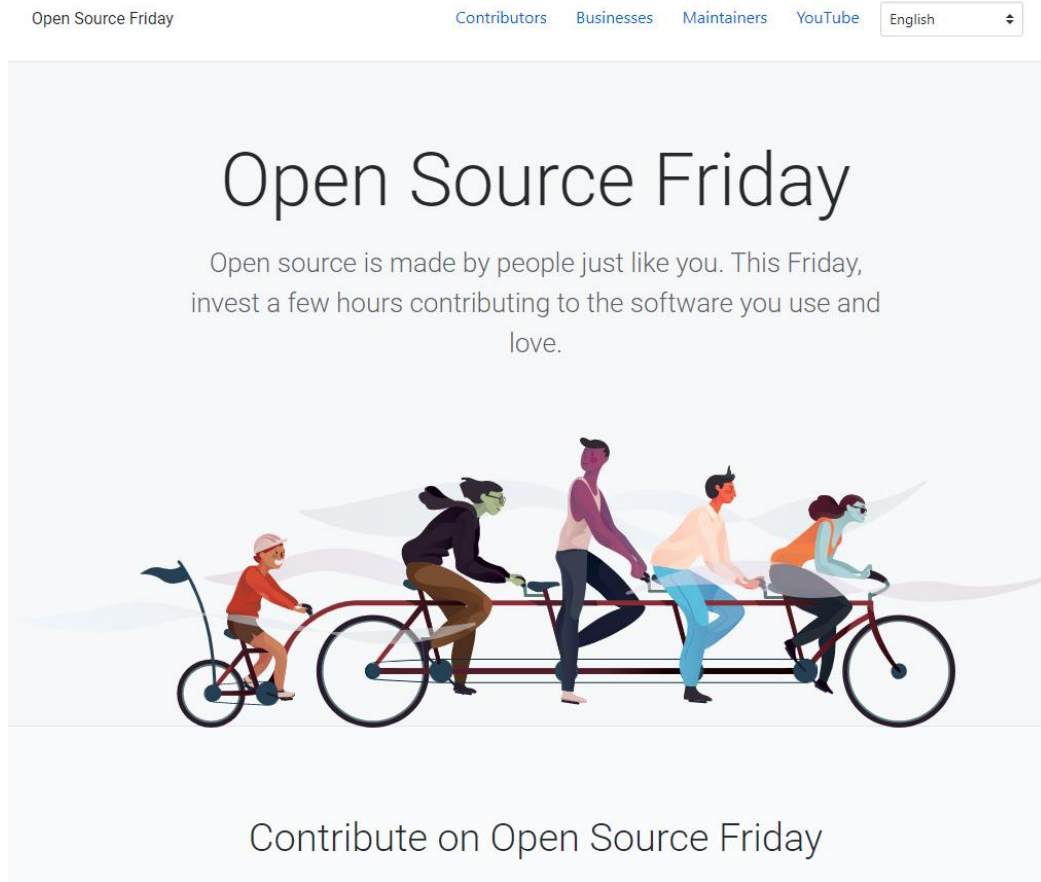 Open Source Friday
Contributors Businesses Maintainers YouTube English
Open Source Friday
Open source is made by people just like you. This Friday,
invest a few hours contributing to the software you use and
love.
Contribute on Open Source Friday